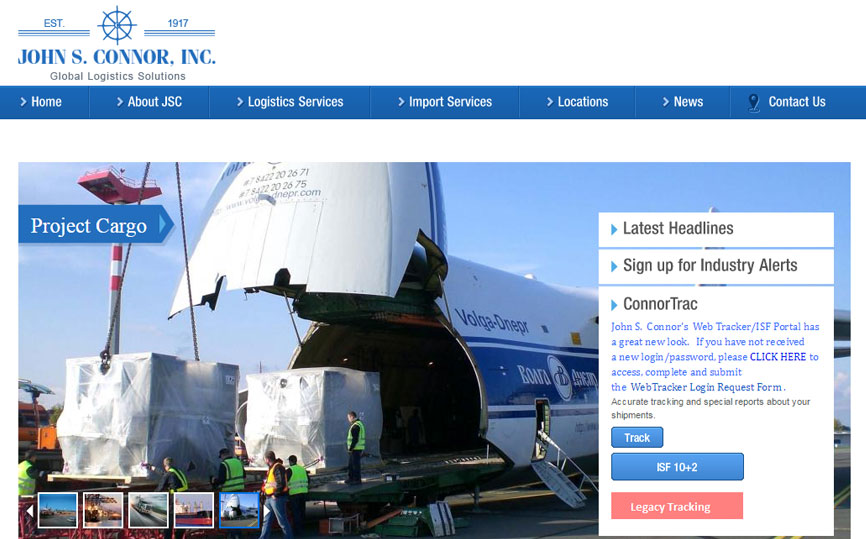 EST. 1917
JOHN S. CONNOR, INC.
Global Logistics Solutions
Home About JSC Logistics Services Import Services Locations News Contact Us
Project Cargo
7 8422 20 26 71
7 8422 20 26 75
Volga-Dnepr
ВОЛГА
ДНЕПР
Latest Headlines
Sign up for Industry Alerts
ConnorTrac
John S. Connor's Web Tracker/ISF Portal has
a great new look. If you have not received
a new login/password, please CLICK HERE to
access, complete and submit
the WebTracker Login Request Form.
Accurate tracking and special reports about your
shipments.
Track
ISF 10+2
Legacy Tracking